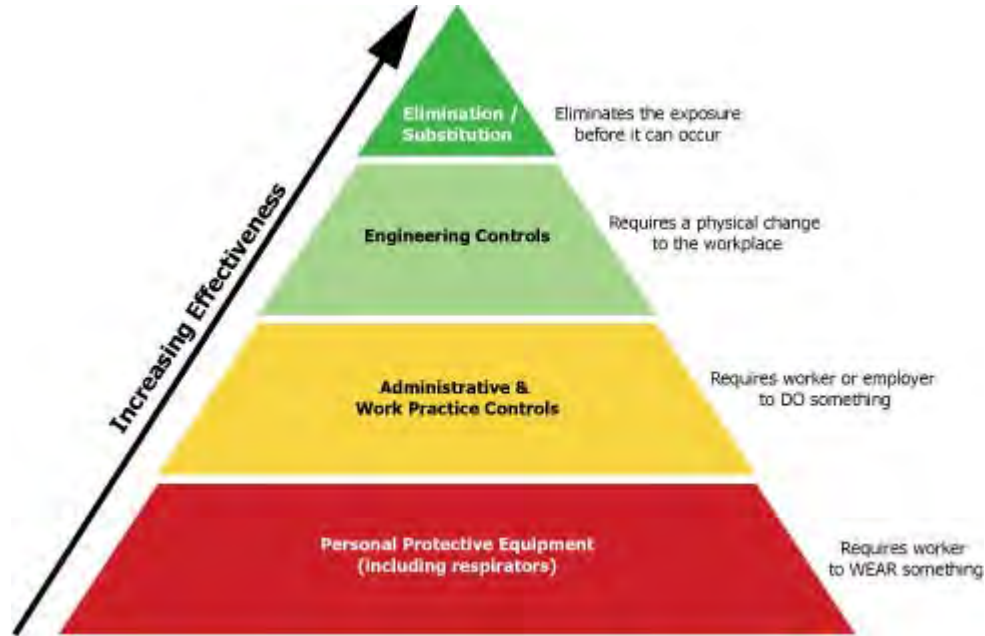 Elimination /
Substitution
Eliminates the exposure
before it can occur
Increasing Effectiveness
Engineering Controls
Requires a physical change
to the workplace
Administrative &
Work Practice Controls
Requires worker or employer
to DO something
Personal Protective Equipment
(including respirators)
Requires worker
to WEAR something